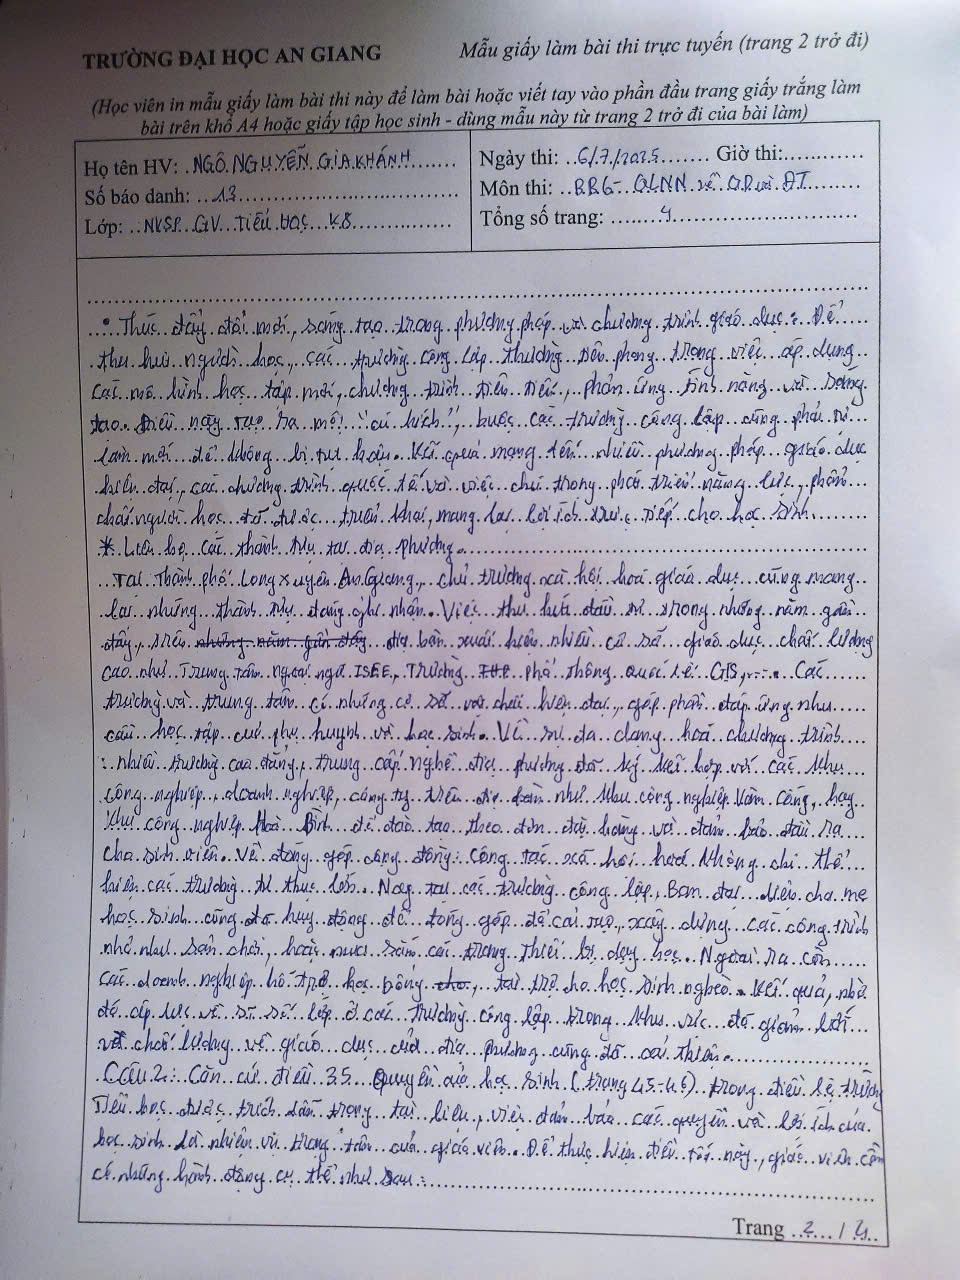 TRƯỜNG ĐẠI HỌC AN GIANG
Mẫu giấy làm bài thi trực tuyến (trang 2 trở đi)
(Học viên in mẫu giấy làm bài thi này để làm bài hoặc viết tay vào phần đầu trang giấy trắng làm
bài trên khổ A4 hoặc giấy tập học sinh - dùng mẫu này từ trang 2 trở đi của bài làm)
Họ tên HV: NGÔ NGUYỄN GIA KHÁNH
Số báo danh: 13
Lớp: NVSP GV Tiểu học K8
Ngày thi: 6/7/2025 Giờ thi:
Môn thi: QLNN về GD và ĐT
Tổng số trang: 4
• Thúc đẩy đổi mới, sáng tạo trong phương pháp và chương trình giáo dục: Để
thu hút người học, các trường công lập thường tiên phong trong việc áp dụng
các mô hình học tập mới, chương trình tiên tiến, phản ứng tính năng và sáng
tạo. Điều này tạo ra một "cú hích", buộc các trường công lập cũng phải tự
làm mới để không bị tụt hậu. Kết quả mang đến nhiều phương pháp giáo dục
hiện đại, các chương trình quốc tế và việc chú trọng phát triển năng lực, phẩm
chất người học đã được triển khai, mang lại lợi ích trực tiếp cho học sinh.
* Liên hệ các thành tựu tại địa phương.
Tại Thành phố Long Xuyên, An Giang, chủ trương xã hội hoá giáo dục cũng mang
lại những thành tựu đáng ghi nhận. Việc thu hút đầu tư trong những năm gần
đây, trên những năm gần đây địa bàn xuất hiện nhiều cơ sở giáo dục chất lượng
cao như Trung tâm ngoại ngữ ISEE, Trường phổ thông Quốc tế GIS,... Các
trường và trung tâm có những cơ sở vật chất hiện đại, góp phần đáp ứng nhu
cầu học tập của phụ huynh và học sinh. Về sự đa dạng hoá chương trình
: nhiều trường cao đẳng, trung cấp nghề địa phương đã ký kết hợp với các khu
công nghiệp, doanh nghiệp, công ty trên địa bàn như khu công nghiệp Vàm Cống, hay
khu công nghiệp Hoà Bình để đào tạo theo đơn đặt hàng và đảm bảo đầu ra
cho sinh viên. Về đóng góp cộng đồng: Công tác xã hội hoá không chỉ thể
hiện các trường tư thục lớn. Ngay tại các trường công lập, Ban đại diện cha mẹ
học sinh cũng đã huy động để đóng góp để cải tạo, xây dựng các công trình
nhỏ như sân chơi, hoặc mua sắm các trang thiết bị dạy học. Ngoài ra còn
các doanh nghiệp hỗ trợ học bổng cho, tài trợ cho học sinh nghèo. Kết quả, nhờ
đó áp lực về sĩ số lớp ở các trường công lập trong khu vực đã giảm bớt
và chất lượng về giáo dục của địa phương cũng đã cải thiện.
Câu 2: Căn cứ điều 35 Quyền của học sinh (trang 45-46) trong điều lệ trường
Tiểu học được trích dẫn trong tài liệu, việc đảm bảo các quyền và lợi ích của
học sinh là nhiệm vụ trọng tâm của giáo viên. Để thực hiện điều tốt này, giáo viên cần
có những hành động cụ thể như sau:
Trang 2 / 4